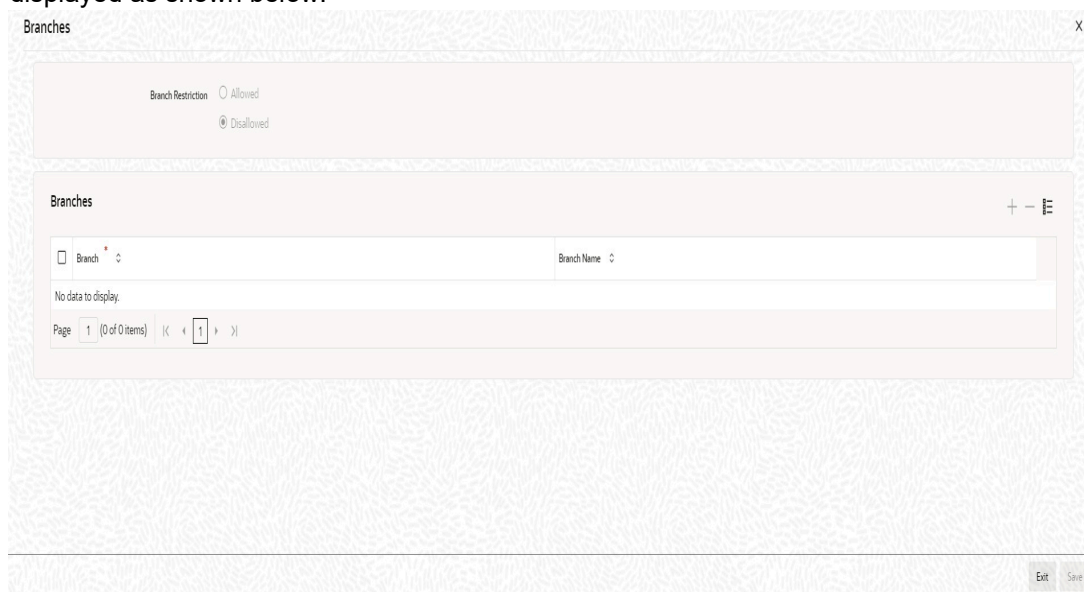 displayed as shown below:
Branches X
Branch Restriction Allowed
Disallowed
Branches
Branch * Branch Name
No data to display.
Page 1 (0 of 0 items) 1
Exit Save